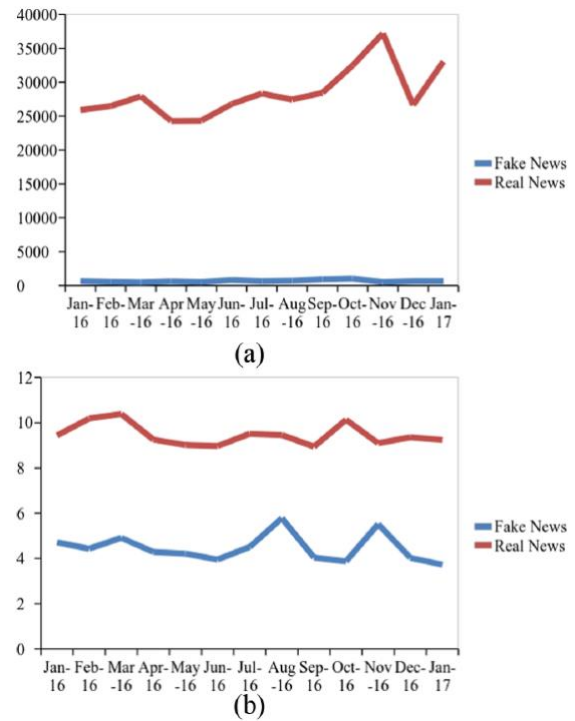 40000
35000
30000
25000
20000
15000
10000
5000
0
Fake News
Real News
Jan- Feb- Mar Apr- May Jun- Jul- Aug Sep- Oct- Nov Dec Jan-
16 16 -16 16 -16 16 16 -16 16 16 -16 -16 17
(a)
12
10
8
6
4
2
0
Fake News
Real News
Jan- Feb- Mar Apr- May Jun- Jul- Aug Sep- Oct- Nov Dec- Jan-
16 16 -16 16 -16 16 16 -16 16 16 -16 16 17
(b)